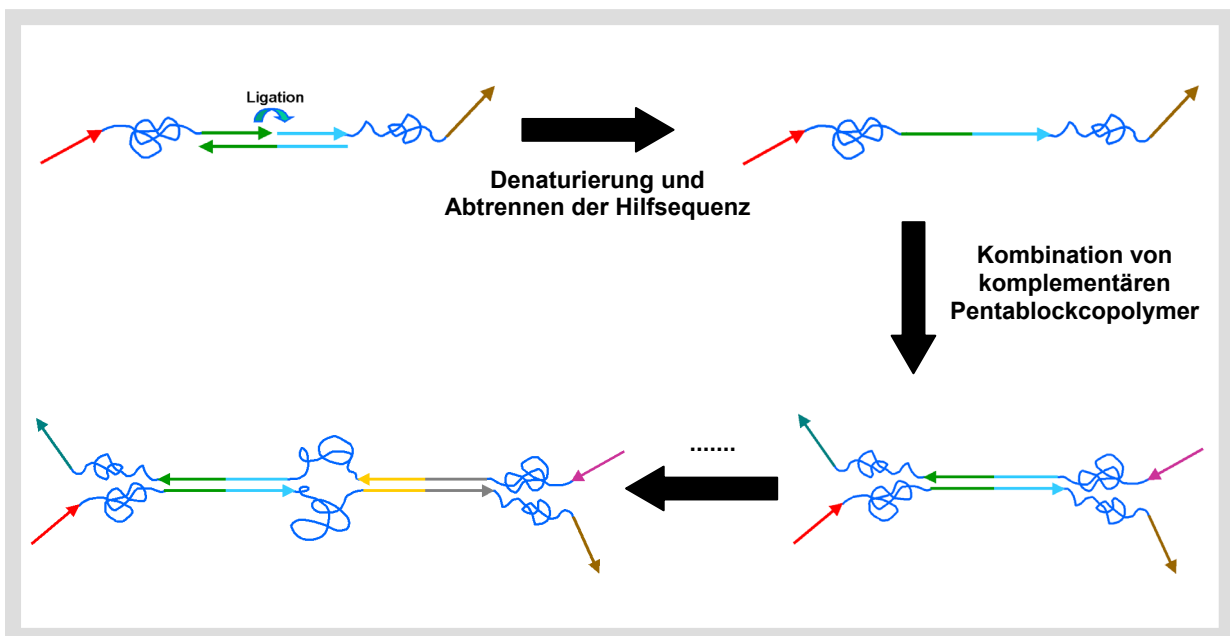 Ligation
Denaturierung und
Abtrennen der Hilfsequenz
Kombination von
komplementären
Pentablockcopolymer
.......